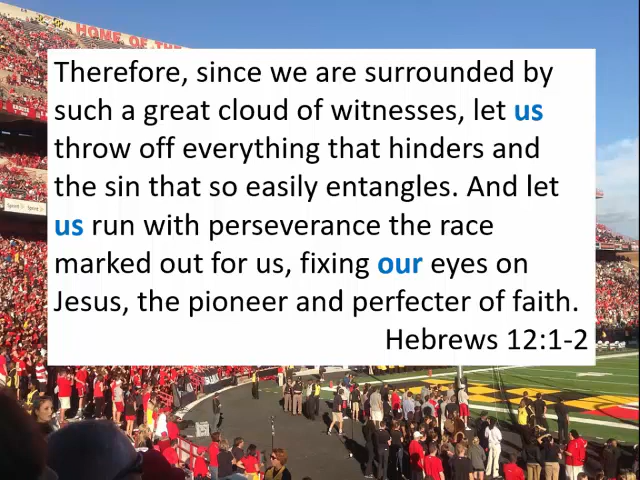 HOME OF THE
Therefore, since we are surrounded by
such a great cloud of witnesses, let us
throw off everything that hinders and
the sin that so easily entangles. And let
us run with perseverance the race
marked out for us, fixing our eyes on
Jesus, the pioneer and perfecter of faith.
Hebrews 12:1-2